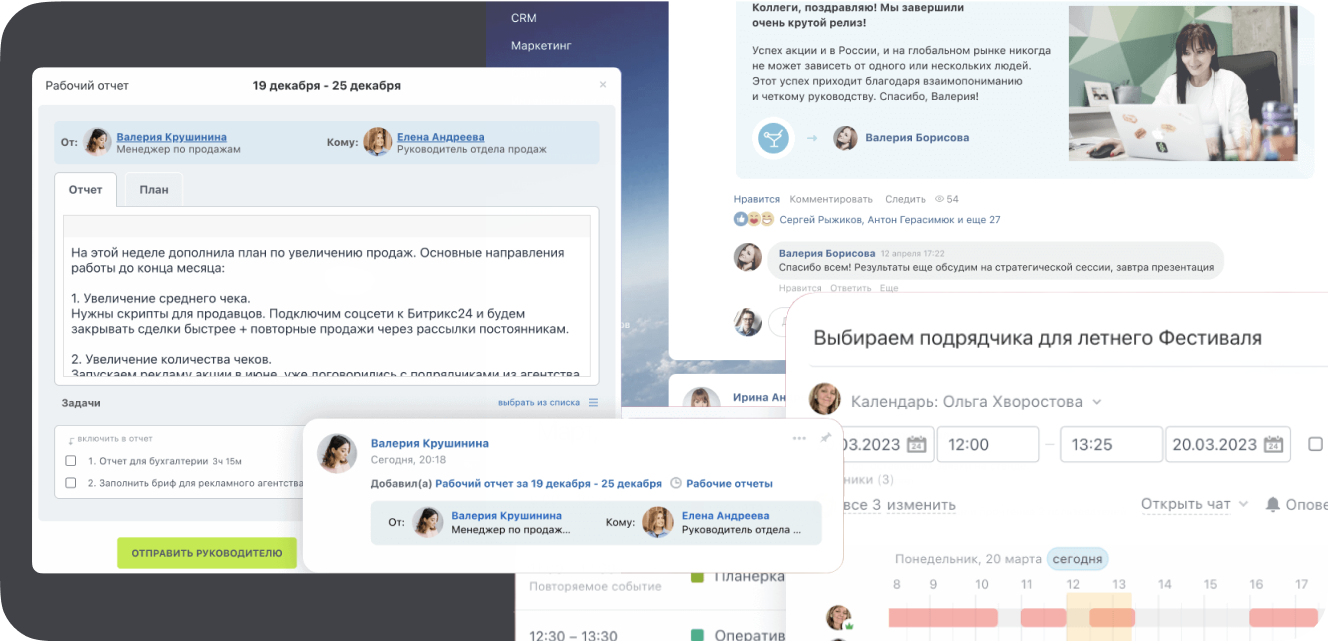 CRM
Маркетинг
Рабочий отчет
19 декабря - 25 декабря
От:
Валерия Крушинина
Менеджер по продажам
Кому:
Елена Андреева
Руководитель отдела продаж
Отчет
План
На этой неделе дополнила план по увеличению продаж. Основные направления
работы до конца месяца:
1. Увеличение среднего чека.
Нужны скрипты для продавцов. Подключим соцсети к Битрикс24 и будем
закрывать сделки быстрее + повторные продажи через рассылки постоянникам.
2. Увеличение количества чеков.
Запускаем рекламу акции в июне, уже договорились с подрядчиками из агентства
Задачи
выбрать из списка
включить в отчет
1. Отчет для бухгалтерии 3ч 15м
2. Заполнить бриф для рекламного агентства
ОТПРАВИТЬ РУКОВОДИТЕЛЮ
Коллеги, поздравляю! Мы завершили
очень крутой релиз!
Успех акции и в России, и на глобальном рынке никогда
не может зависеть от одного или нескольких людей.
Этот успех приходит благодаря взаимопониманию
и четкому руководству. Спасибо, Валерия!
Валерия Борисова
Нравится Комментировать Следить 54
Сергей Рыжиков, Антон Герасимюк и еще 27
Валерия Борисова 12 апреля 17:22
Спасибо всем! Результаты еще обсудим на стратегической сессии, завтра презентация
Нравится Ответить Еще
Ирина Ан
Валерия Крушинина
Сегодня, 20:18
Добавил(а) Рабочий отчет за 19 декабря - 25 декабря Рабочие отчеты
От:
Валерия Крушинина
Менеджер по продаж...
Кому:
Елена Андреева
Руководитель отдела ...
Повторяемое событие
Планерка
12:30 – 13:30
Оператив
Выбираем подрядчика для летнего Фестиваля
Календарь: Ольга Хворостова
03.2023 24 12:00 – 13:25 20.03.2023 24
ники (3)
все 3 изменить
Открыть чат
Опове
Понедельник, 20 марта сегодня
8 9 10 11 12 13 14 15 16 17